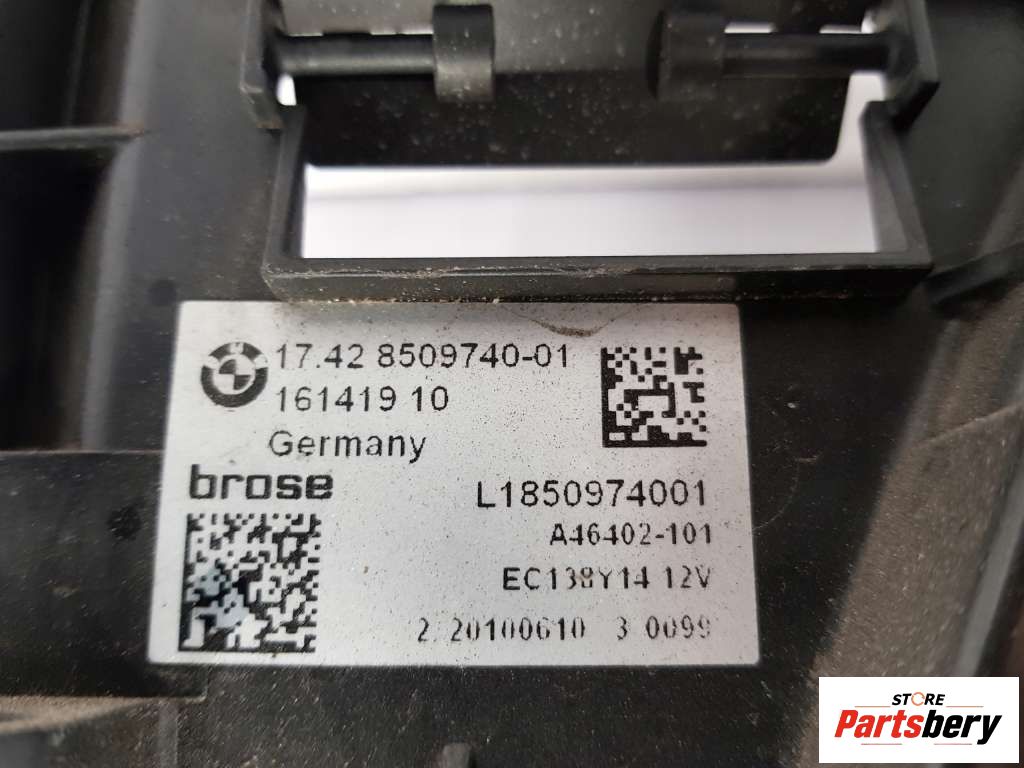 17.42 8509740-01
161419 10
Germany
brose
L1850974001
A46402-101
EC138Y14 12V
2 20100610 3 0099
STORE
Partsbery